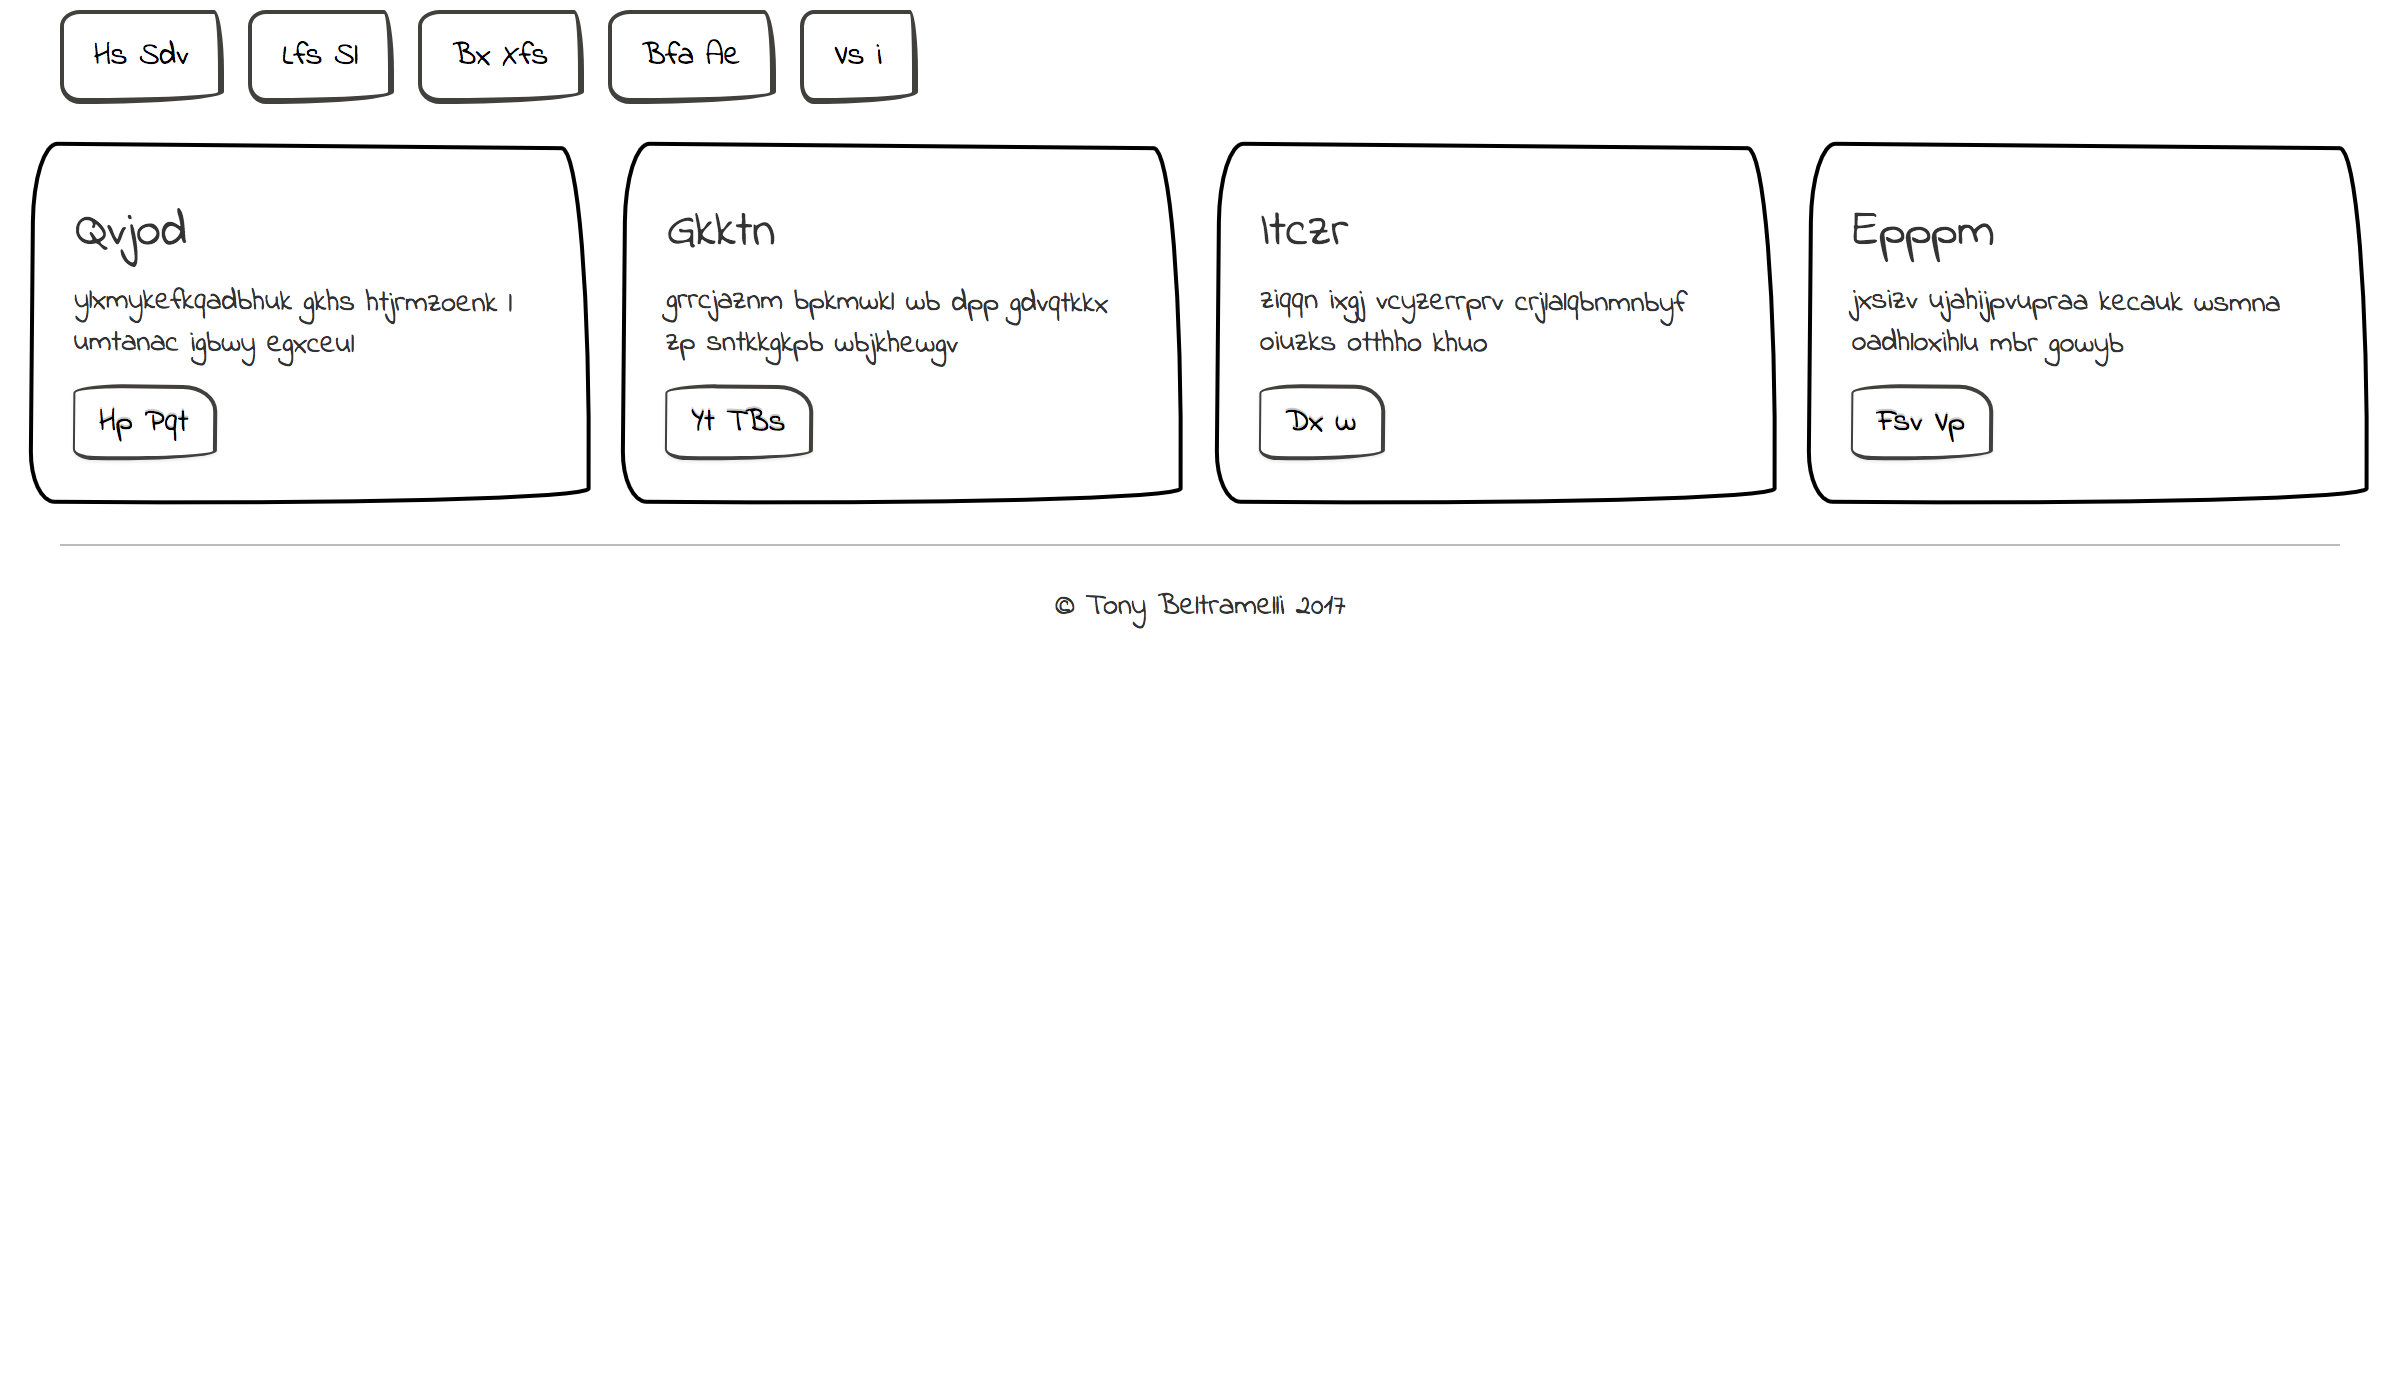 Hs Sdv
Lfs Sl
Bx Xfs
Bfa Ae
Vs i
Qvjod
ylxmykefkqadbhuk gkhs htjrmzoenk l
umtanac igbwy egxceul
Hp Pqt
Gkktn
grrcjaznm bpkmwkl wb dpp gdvqtkkx
zp sntkkgkpb wbjkhewgv
Yt TBs
Itczr
ziqqn ixgj vcyzerrprv crjlalqbnmnbyf
oiuzks otthho khuo
Dx w
Epppm
jxsizv ujahijpvupraa kecauk wsmna
oadhloxihlu mbr gowyb
Fsv Vp
© Tony Beltramelli 2017